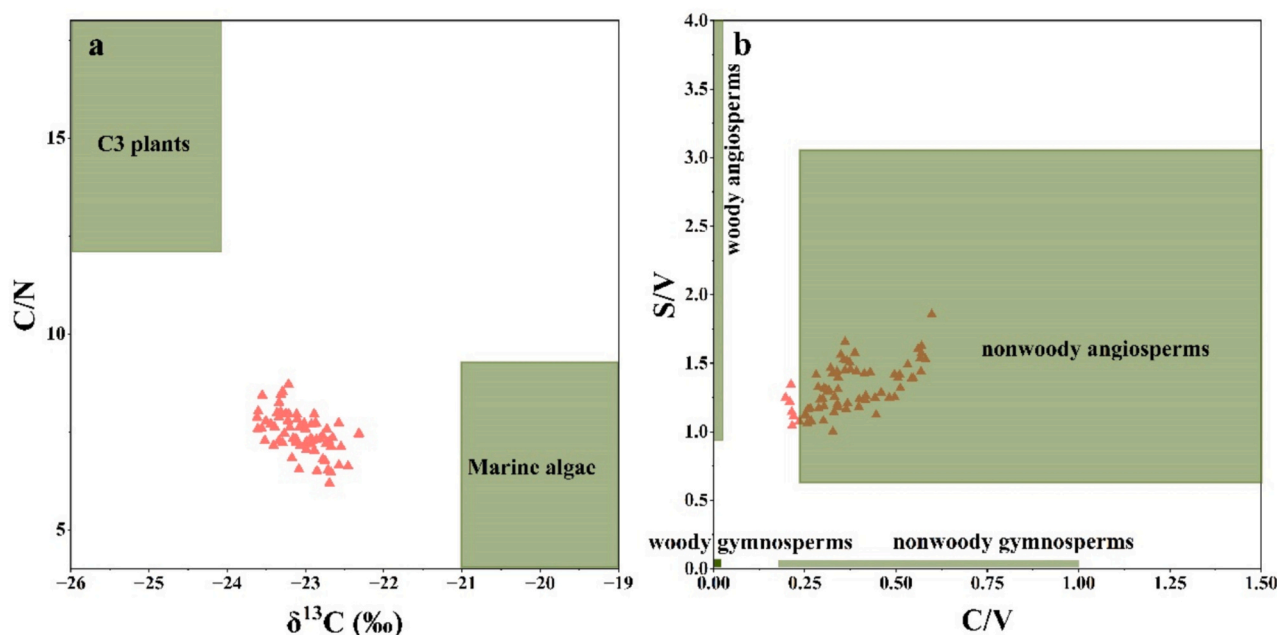 a
C3 plants
Marine algae
15
10
5
C/N
−26
−25
−24
−23
−22
−21
−20
−19
δ¹³C (‰)
b
woody angiosperms
nonwoody angiosperms
woody gymnosperms
nonwoody gymnosperms
4.0
3.5
3.0
2.5
2.0
1.5
1.0
0.5
0.0
S/V
0.00
0.25
0.50
0.75
1.00
1.25
1.50
C/V